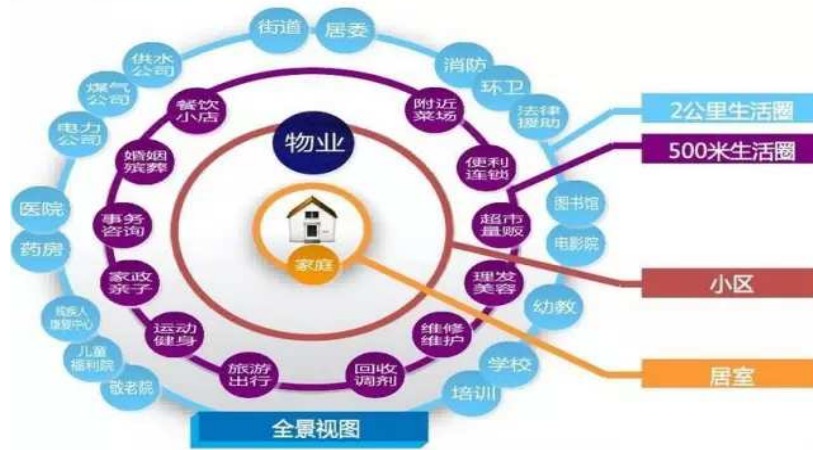 街道
居委
供水
公司
消防
煤气
公司
环卫
餐饮
小店
附近
菜场
法律
援助
2公里生活圈
电力
公司
物业
500米生活圈
婚姻
殡葬
便利
连锁
医院
图书馆
事务
咨询
超市
量贩
药房
电影院
家庭
家政
亲子
理发
美容
小区
残疾人
康复中心
幼教
运动
健身
维修
维护
儿童
福利院
学校
旅游
出行
回收
调剂
居室
敬老院
培训
全景视图